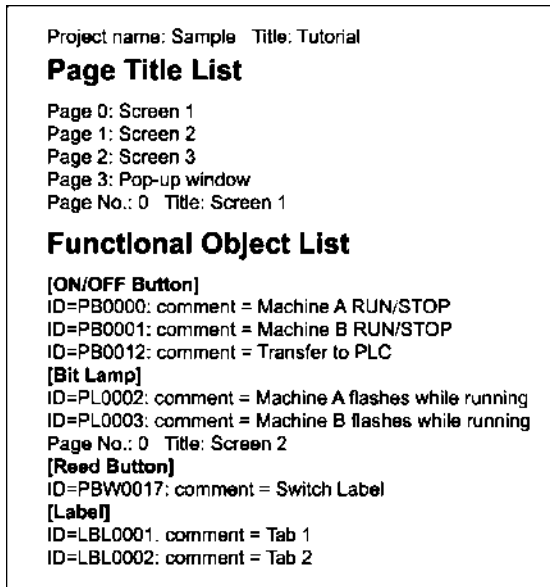 Project name: Sample   Title: Tutorial
Page Title List
Page 0: Screen 1
Page 1: Screen 2
Page 2: Screen 3
Page 3: Pop-up window
Page No.: 0   Title: Screen 1
Functional Object List
[ON/OFF Button]
ID=PB0000: comment = Machine A RUN/STOP
ID=PB0001: comment = Machine B RUN/STOP
ID=PB0012: comment = Transfer to PLC
[Bit Lamp]
ID=PL0002: comment = Machine A flashes while running
ID=PL0003: comment = Machine B flashes while running
Page No.: 0   Title: Screen 2
[Reed Button]
ID=PBW0017: comment = Switch Label
[Label]
ID=LBL0001. comment = Tab 1
ID=LBL0002: comment = Tab 2